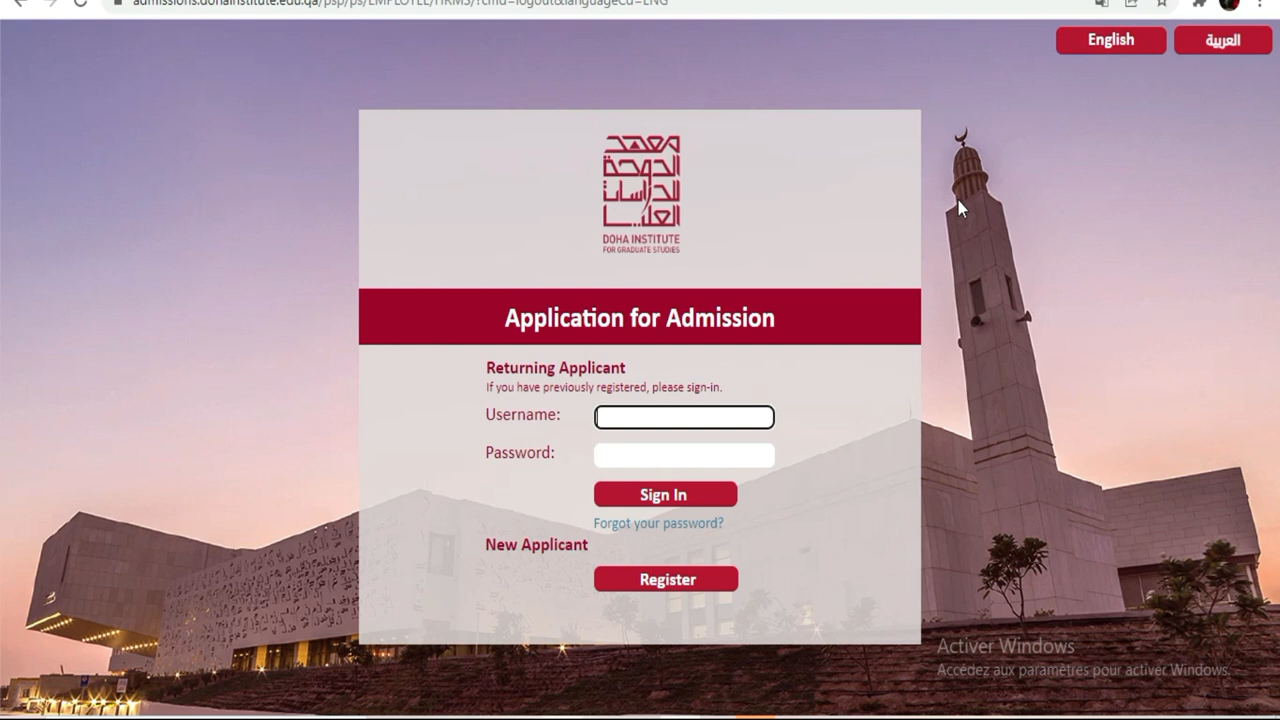 admissions.dohainstitute.edu.qa/psp/ps/EMPLOYEE/HRMS/?cmd=logout&languageCd=ENG
English
العربية
معهد
الدوحة
للدراسات
العليا
DOHA INSTITUTE
FOR GRADUATE STUDIES
Application for Admission
Returning Applicant
If you have previously registered, please sign-in.
Username:
Password:
Sign In
Forgot your password?
New Applicant
Register
Activer Windows
Accédez aux paramètres pour activer Windows.